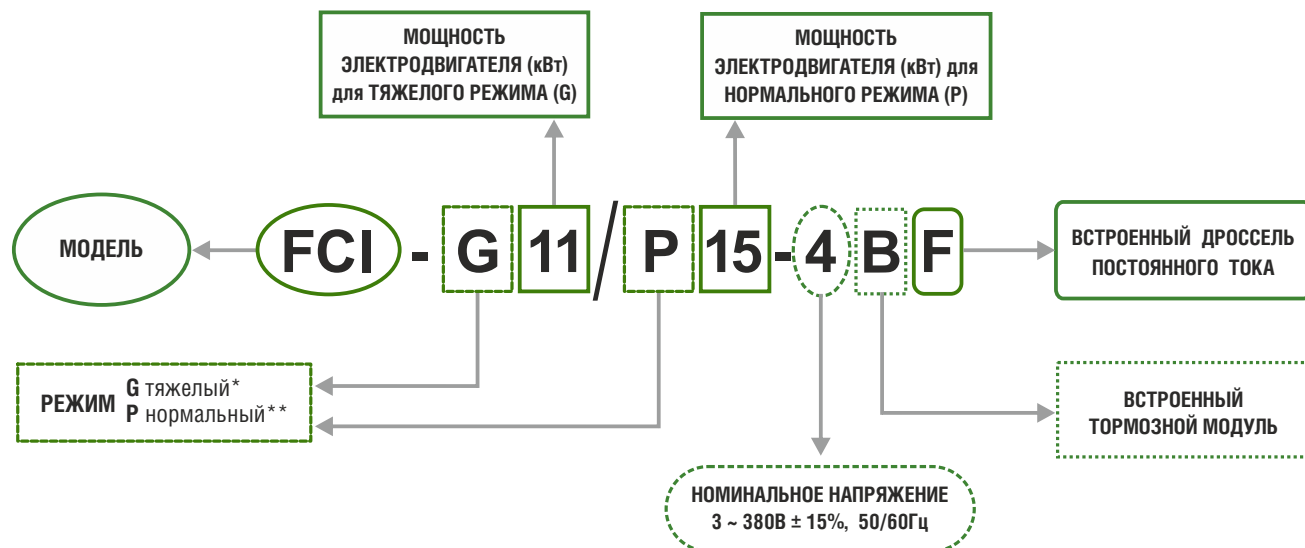 МОЩНОСТЬ
ЭЛЕКТРОДВИГАТЕЛЯ (кВт)
для ТЯЖЕЛОГО РЕЖИМА (G)
МОЩНОСТЬ
ЭЛЕКТРОДВИГАТЕЛЯ (кВт) для
НОРМАЛЬНОГО РЕЖИМА (P)
МОДЕЛЬ
FCI - G 11 / P 15 - 4 B F
ВСТРОЕННЫЙ ДРОССЕЛЬ
ПОСТОЯННОГО ТОКА
РЕЖИМ
G тяжелый*
P нормальный**
ВСТРОЕННЫЙ
ТОРМОЗНОЙ МОДУЛЬ
НОМИНАЛЬНОЕ НАПРЯЖЕНИЕ
3 ~ 380В ± 15%, 50/60Гц